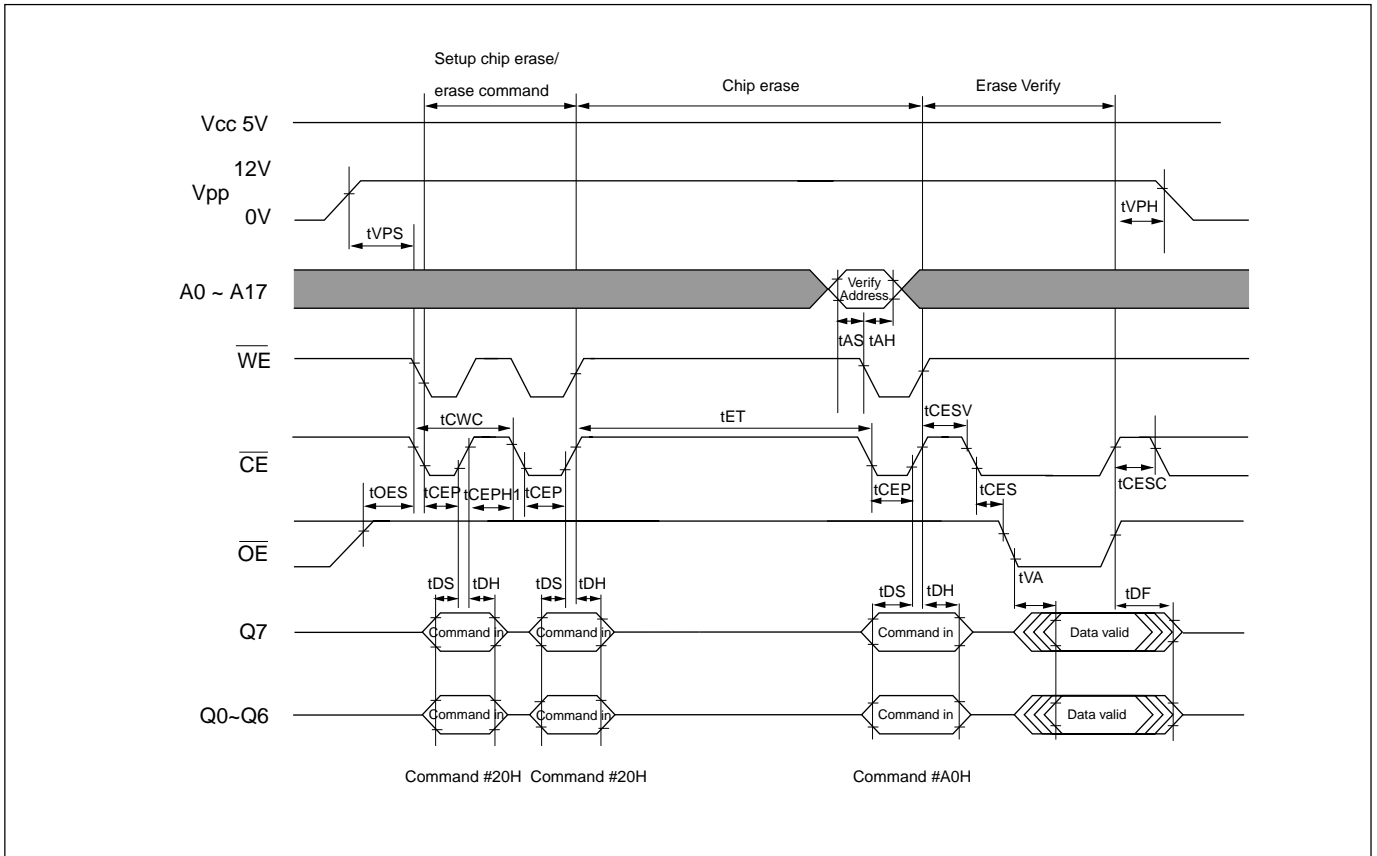 Setup chip erase/
erase command
Chip erase
Erase Verify
Vcc 5V
12V
Vpp
0V
tVPS
tVPH
A0 ~ A17
Verify
Address
tAS
tAH
WE
tCWC
tET
tCESV
CE
tOES
tCEP
tCEPH1
tCEP
tCEP
tCES
tCESC
OE
tVA
tDS
tDH
tDS
tDH
tDS
tDH
tDF
Q7
Command in
Command in
Command in
Data valid
Q0~Q6
Command in
Command in
Command in
Data valid
Command #20H
Command #20H
Command #A0H